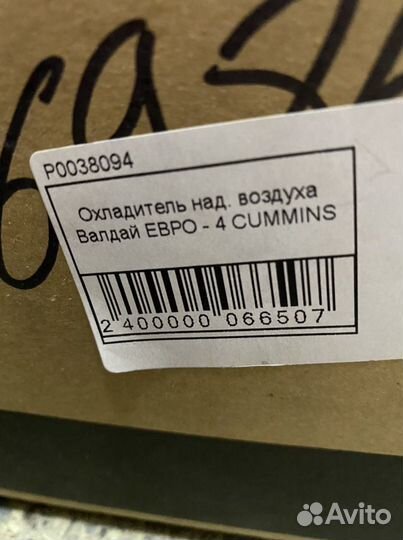 P0038094
Охладитель над. воздуха
Валдай ЕВРО - 4 CUMMINS
2 400000 066507
Avito